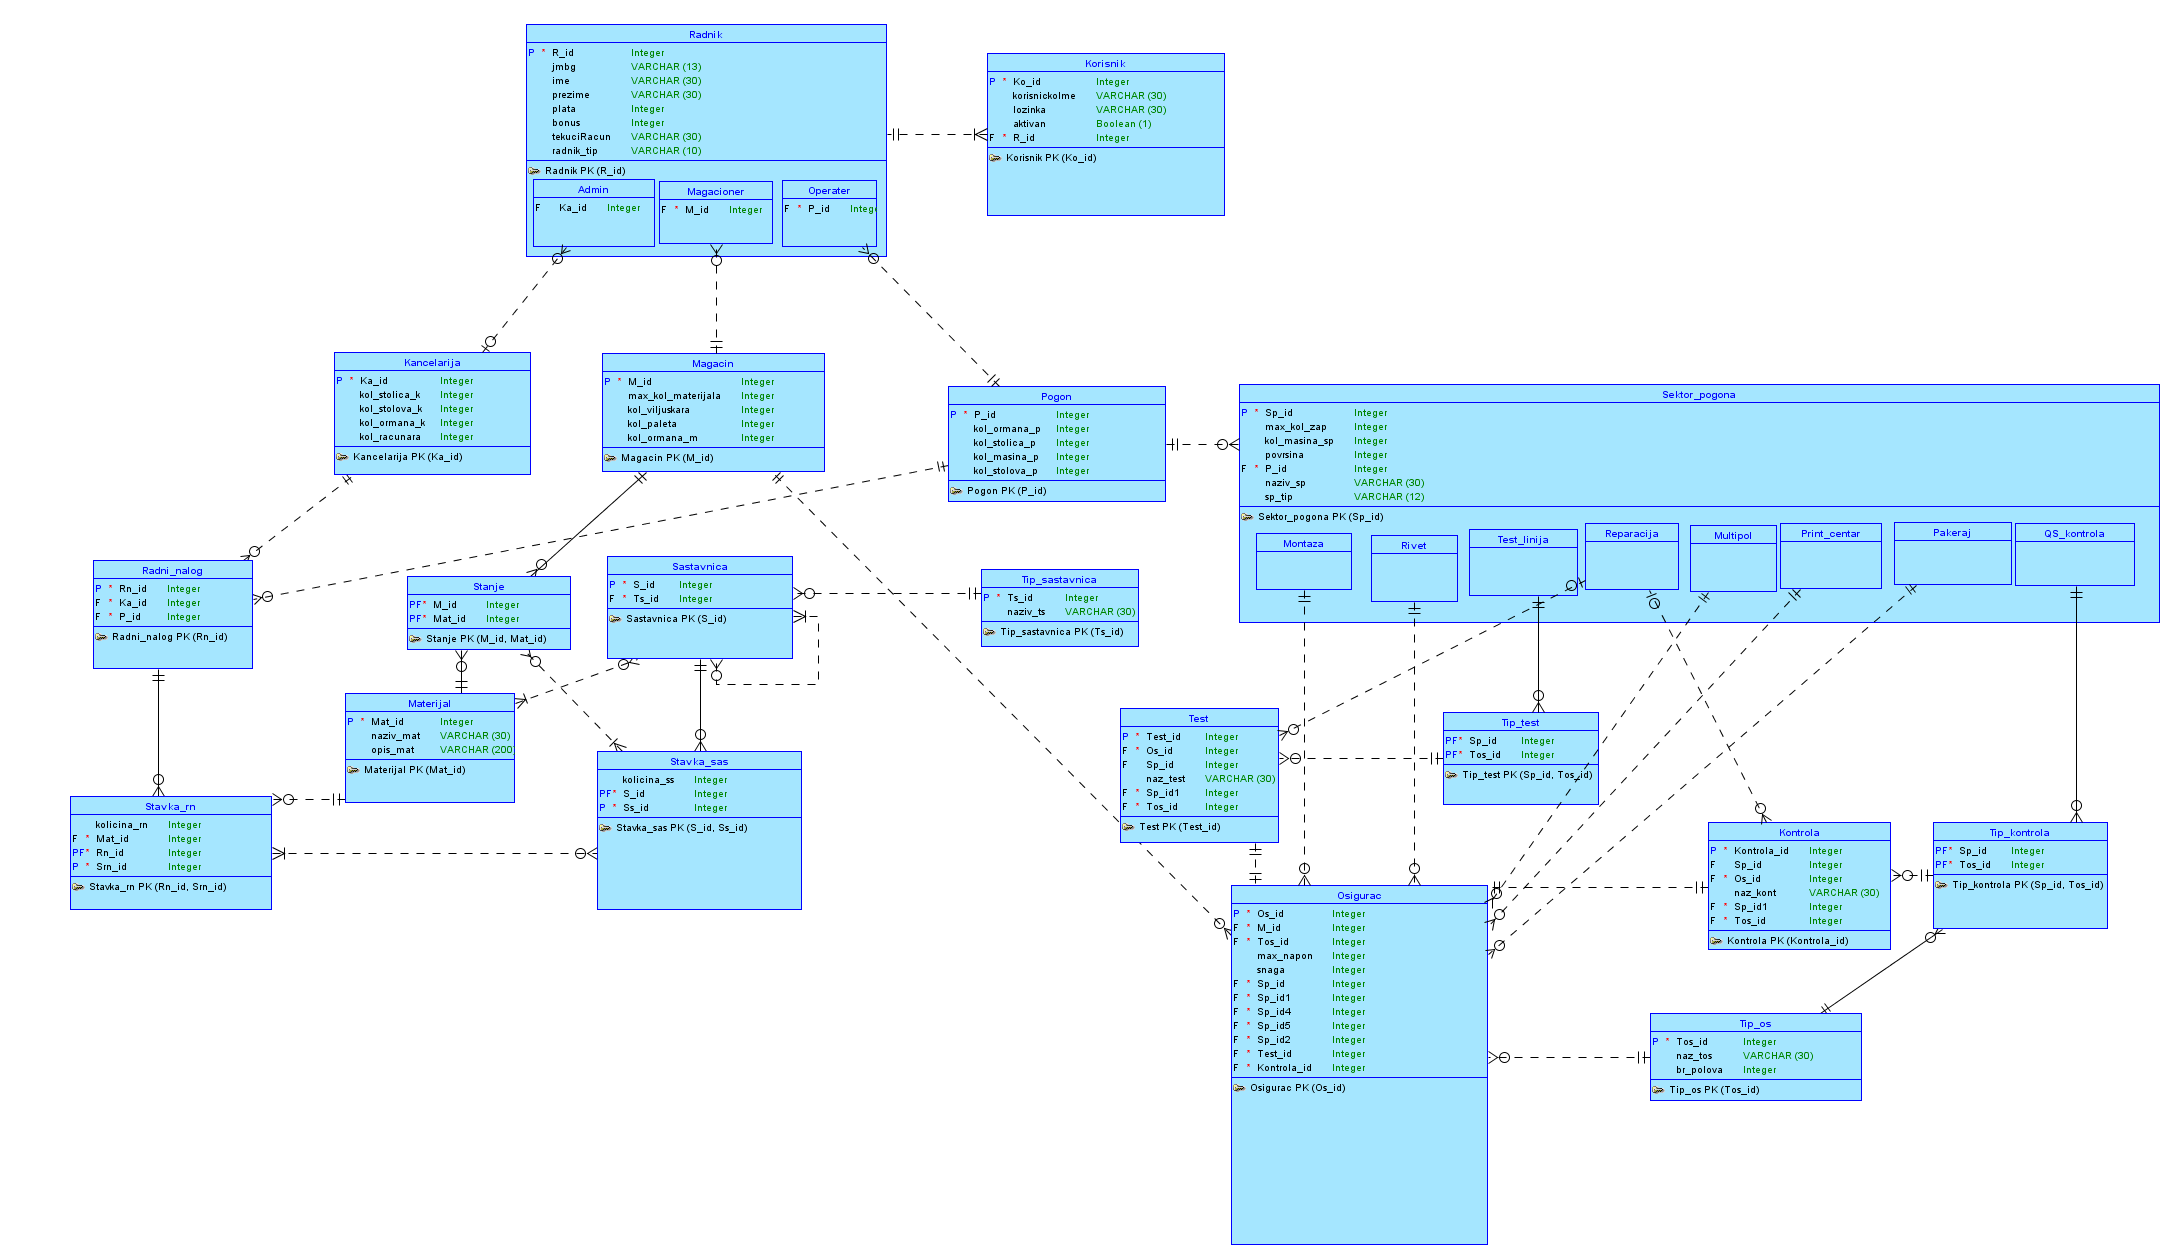 Radnik
P * R_id Integer
jmbg VARCHAR (13)
ime VARCHAR (30)
prezime VARCHAR (30)
plata Integer
bonus Integer
tekuciRacun VARCHAR (30)
radnik_tip VARCHAR (10)
Radnik PK (R_id)
Admin
F Ka_id Integer
Magacioner
F * M_id Integer
Operater
F * P_id Integ
Korisnik
P * Ko_id Integer
korisnickoIme VARCHAR (30)
lozinka VARCHAR (30)
aktivan Boolean (1)
F * R_id Integer
Korisnik PK (Ko_id)
Kancelarija
P * Ka_id Integer
kol_stolica_k Integer
kol_stolova_k Integer
kol_ormana_k Integer
kol_racunara Integer
Kancelarija PK (Ka_id)
Magacin
P * M_id Integer
max_kol_materijala Integer
kol_viljuskara Integer
kol_paleta Integer
kol_ormana_m Integer
Magacin PK (M_id)
Pogon
P * P_id Integer
kol_ormana_p Integer
kol_stolica_p Integer
kol_masina_p Integer
kol_stolova_p Integer
Pogon PK (P_id)
Sektor_pogona
P * Sp_id Integer
max_kol_zap Integer
kol_masina_sp Integer
povrsina Integer
F * P_id Integer
naziv_sp VARCHAR (30)
sp_tip VARCHAR (12)
Sektor_pogona PK (Sp_id)
Montaza
Rivet
Test_linija
Reparacija
Multipol
Print_centar
Pakeraj
QS_kontrola
Radni_nalog
P * Rn_id Integer
F * Ka_id Integer
F * P_id Integer
Radni_nalog PK (Rn_id)
Stanje
PF* M_id Integer
PF* Mat_id Integer
Stanje PK (M_id, Mat_id)
Sastavnica
P * S_id Integer
F * Ts_id Integer
Sastavnica PK (S_id)
Tip_sastavnica
P * Ts_id Integer
naziv_ts VARCHAR (30)
Tip_sastavnica PK (Ts_id)
Materijal
P * Mat_id Integer
naziv_mat VARCHAR (30)
opis_mat VARCHAR (200
Materijal PK (Mat_id)
Stavka_sas
kolicina_ss Integer
PF* S_id Integer
P * Ss_id Integer
Stavka_sas PK (S_id, Ss_id)
Stavka_rn
kolicina_rn Integer
F * Mat_id Integer
PF* Rn_id Integer
P * Srn_id Integer
Stavka_rn PK (Rn_id, Srn_id)
Test
P * Test_id Integer
F * Os_id Integer
F Sp_id Integer
naz_test VARCHAR (30)
F * Sp_id1 Integer
F * Tos_id Integer
Test PK (Test_id)
Tip_test
PF* Sp_id Integer
PF* Tos_id Integer
Tip_test PK (Sp_id, Tos_id)
Kontrola
P * Kontrola_id Integer
F Sp_id Integer
F * Os_id Integer
naz_kont VARCHAR (30)
F * Sp_id1 Integer
F * Tos_id Integer
Kontrola PK (Kontrola_id)
Tip_kontrola
PF* Sp_id Integer
PF* Tos_id Integer
Tip_kontrola PK (Sp_id, Tos_id)
Osigurac
P * Os_id Integer
F * M_id Integer
F * Tos_id Integer
max_napon Integer
snaga Integer
F * Sp_id Integer
F * Sp_id1 Integer
F * Sp_id4 Integer
F * Sp_id5 Integer
F * Sp_id2 Integer
F * Test_id Integer
F * Kontrola_id Integer
Osigurac PK (Os_id)
Tip_os
P * Tos_id Integer
naz_tos VARCHAR (30)
br_polova Integer
Tip_os PK (Tos_id)